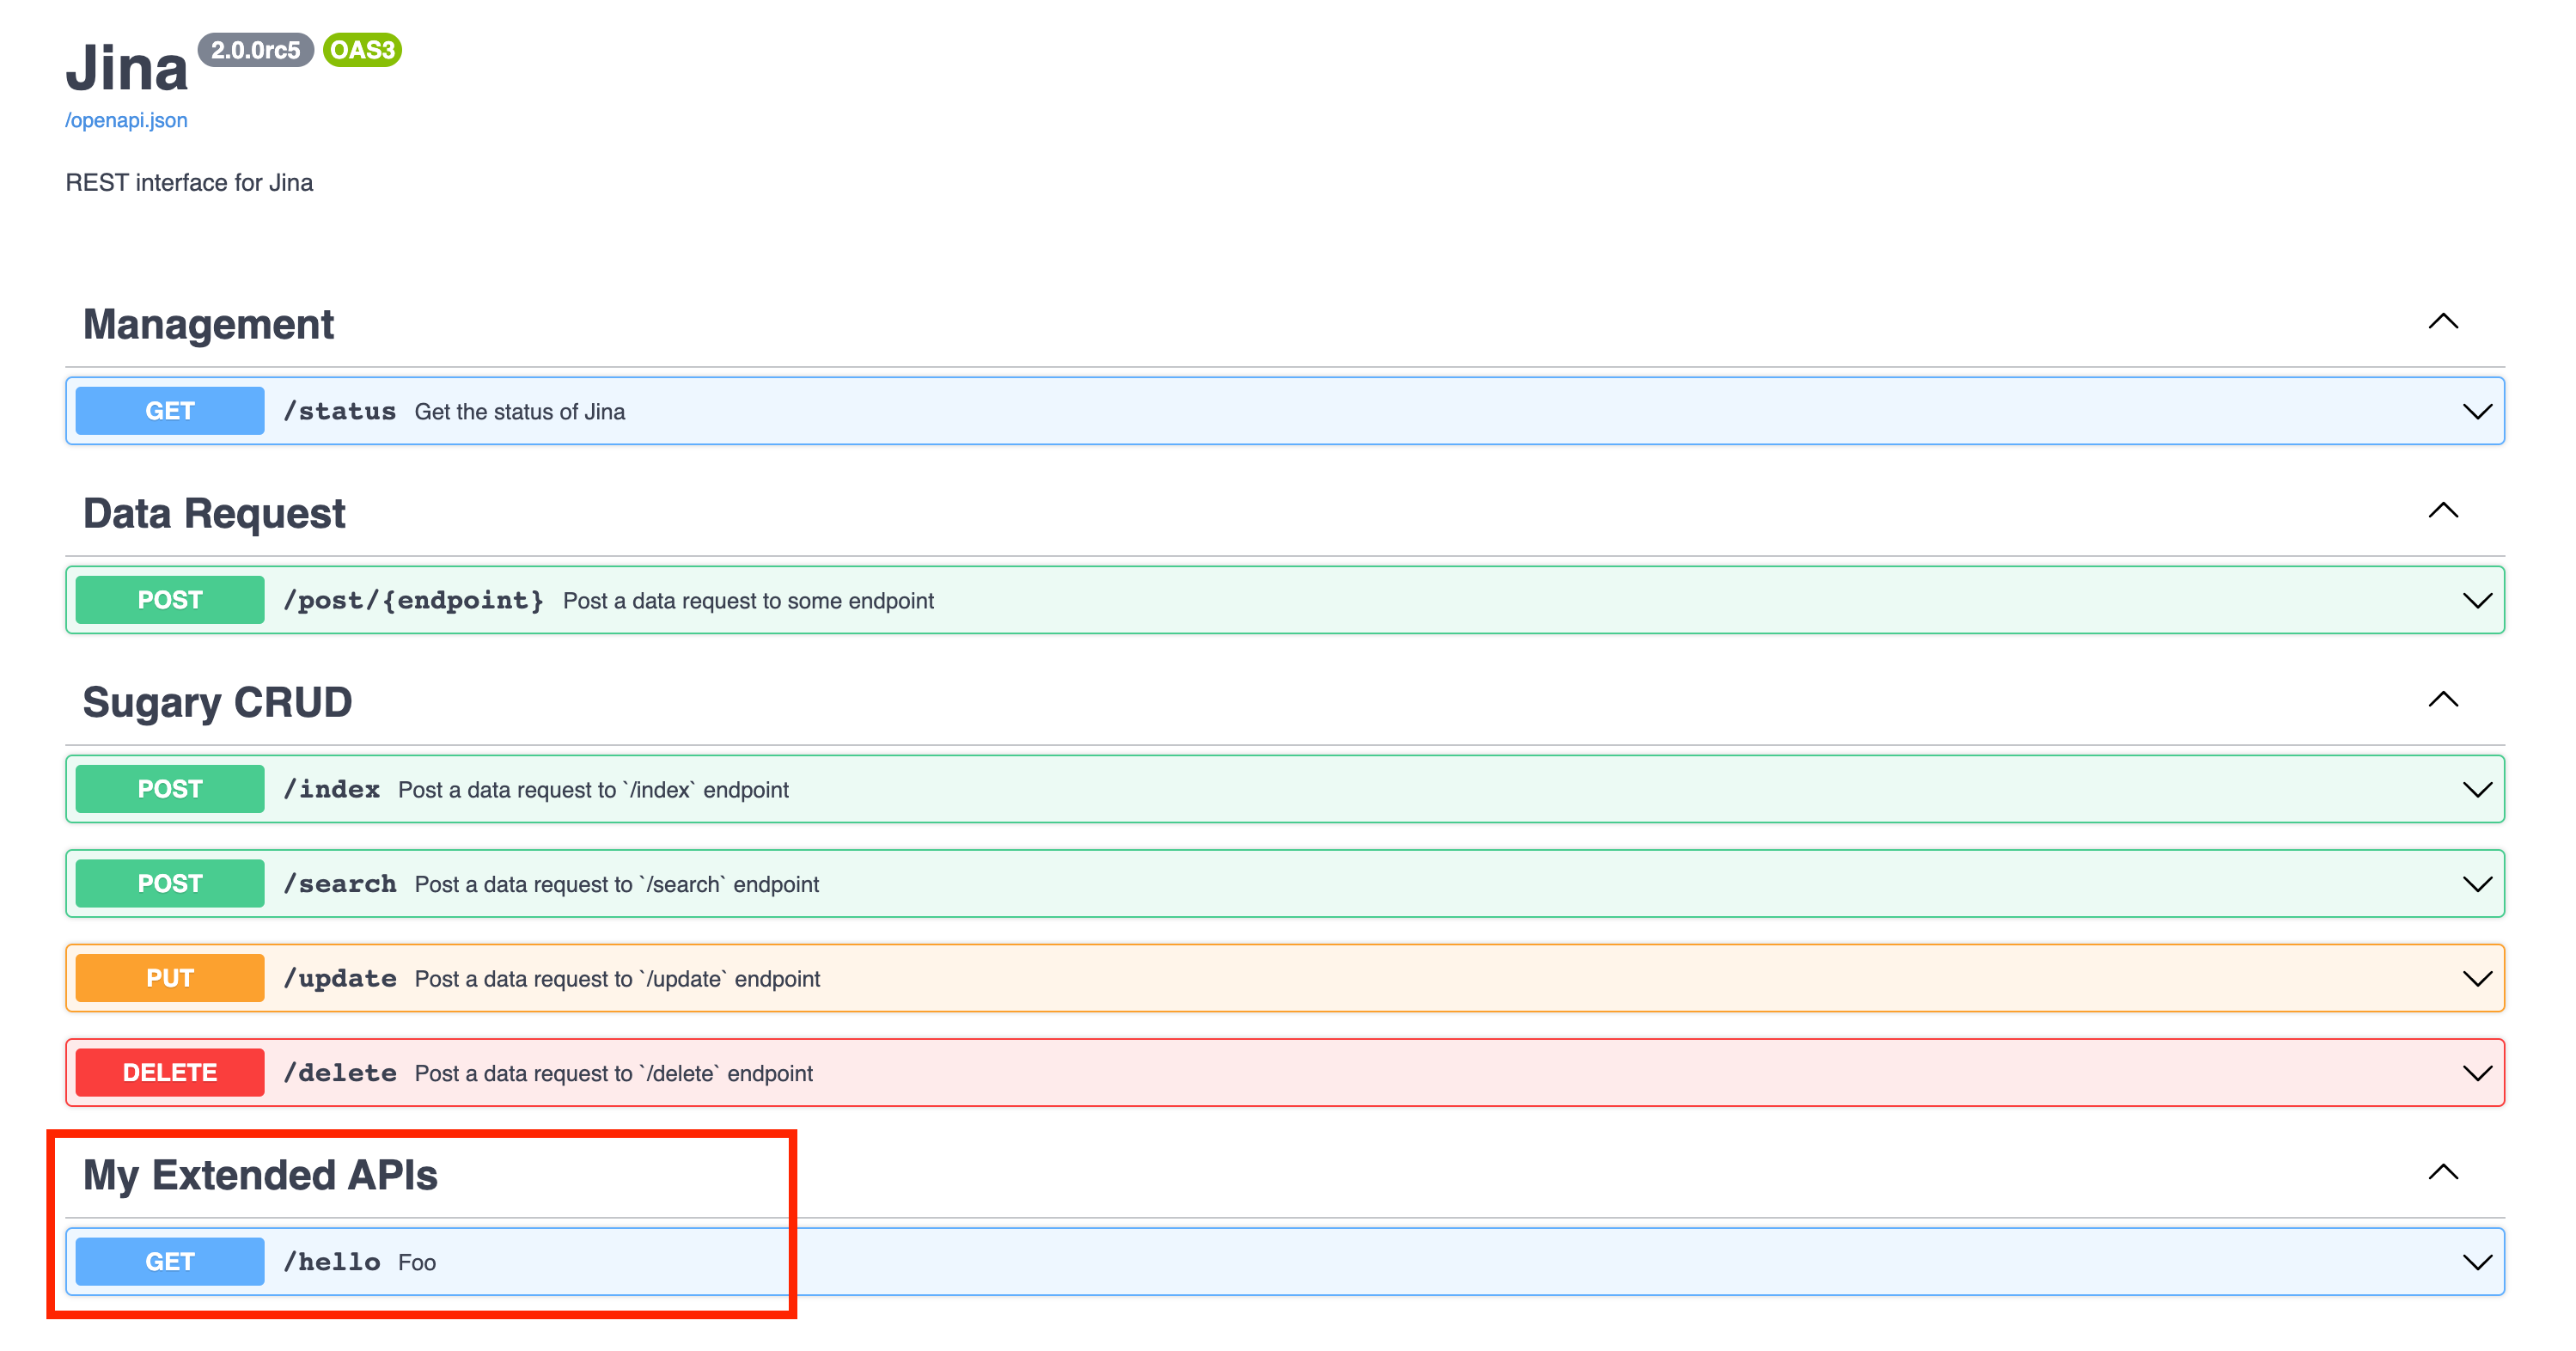 Jina 2.0.0rc5 OAS3
/openapi.json
REST interface for Jina
Management
GET /status Get the status of Jina
Data Request
POST /post/{endpoint} Post a data request to some endpoint
Sugary CRUD
POST /index Post a data request to `/index` endpoint
POST /search Post a data request to `/search` endpoint
PUT /update Post a data request to `/update` endpoint
DELETE /delete Post a data request to `/delete` endpoint
My Extended APIs
GET /hello Foo